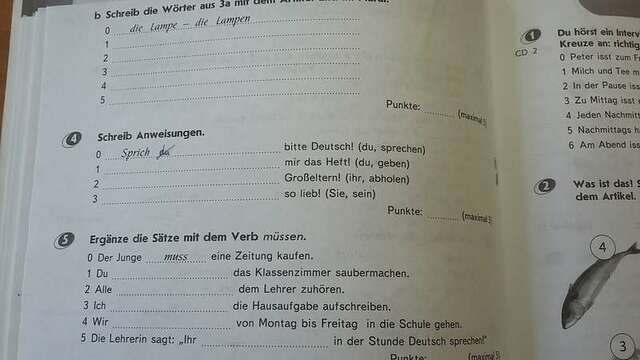 b Schreib die Wörter aus 3a mit dem
0 die Lampe – die Lampen
1
2
3
4
5
Punkte: (maximal 5)
4 Schreib Anweisungen.
0 Sprich bitte Deutsch! (du, sprechen)
1 mir das Heft! (du, geben)
2 Großeltern! (ihr, abholen)
3 so lieb! (Sie, sein)
Punkte: (maximal 3)
5 Ergänze die Sätze mit dem Verb müssen.
0 Der Junge muss eine Zeitung kaufen.
1 Du das Klassenzimmer saubermachen.
2 Alle dem Lehrer zuhören.
3 Ich die Hausaufgabe aufschreiben.
4 Wir von Montag bis Freitag in die Schule gehen.
5 Die Lehrerin sagt: „Ihr in der Stunde Deutsch sprechen!“
Punkte: (maximal 5)
1 Du hörst ein Interv
CD 2 Kreuze an: richtig
0 Peter isst zum F
1 Milch und Tee m
2 In der Pause iss
3 Zu Mittag isst
4 Jeden Nachmitt
5 Nachmittags h
6 Am Abend iss
2 Was ist das? S
dem Artikel.
4
3